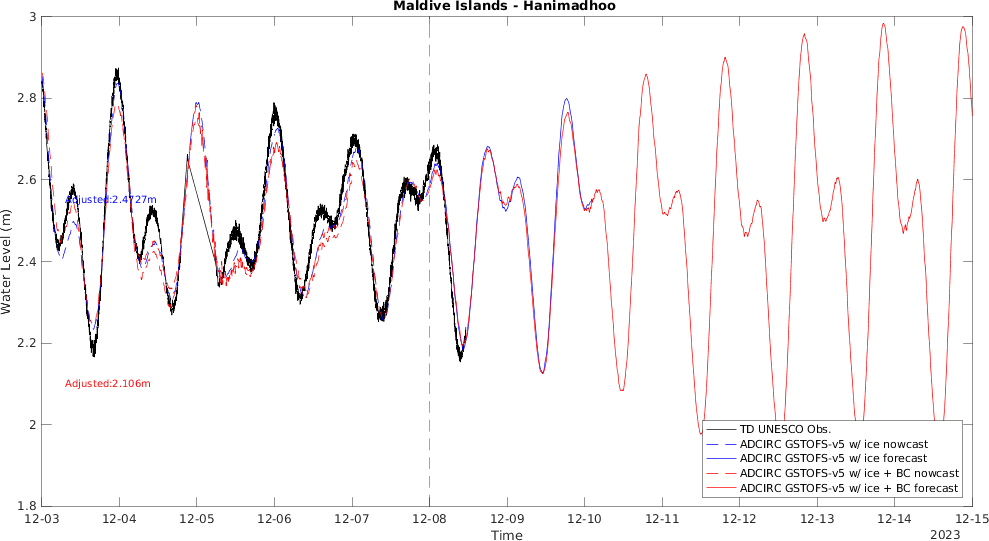 Maldive Islands - Hanimadhoo
3
2.8
2.6
2.4
2.2
2
1.8
Water Level (m)
Adjusted:2.4727m
Adjusted:2.106m
TD UNESCO Obs.
ADCIRC GSTOFS-v5 w/ ice nowcast
ADCIRC GSTOFS-v5 w/ ice forecast
ADCIRC GSTOFS-v5 w/ ice + BC nowcast
ADCIRC GSTOFS-v5 w/ ice + BC forecast
12-03 12-04 12-05 12-06 12-07 12-08 12-09 12-10 12-11 12-12 12-13 12-14 12-15
Time
2023